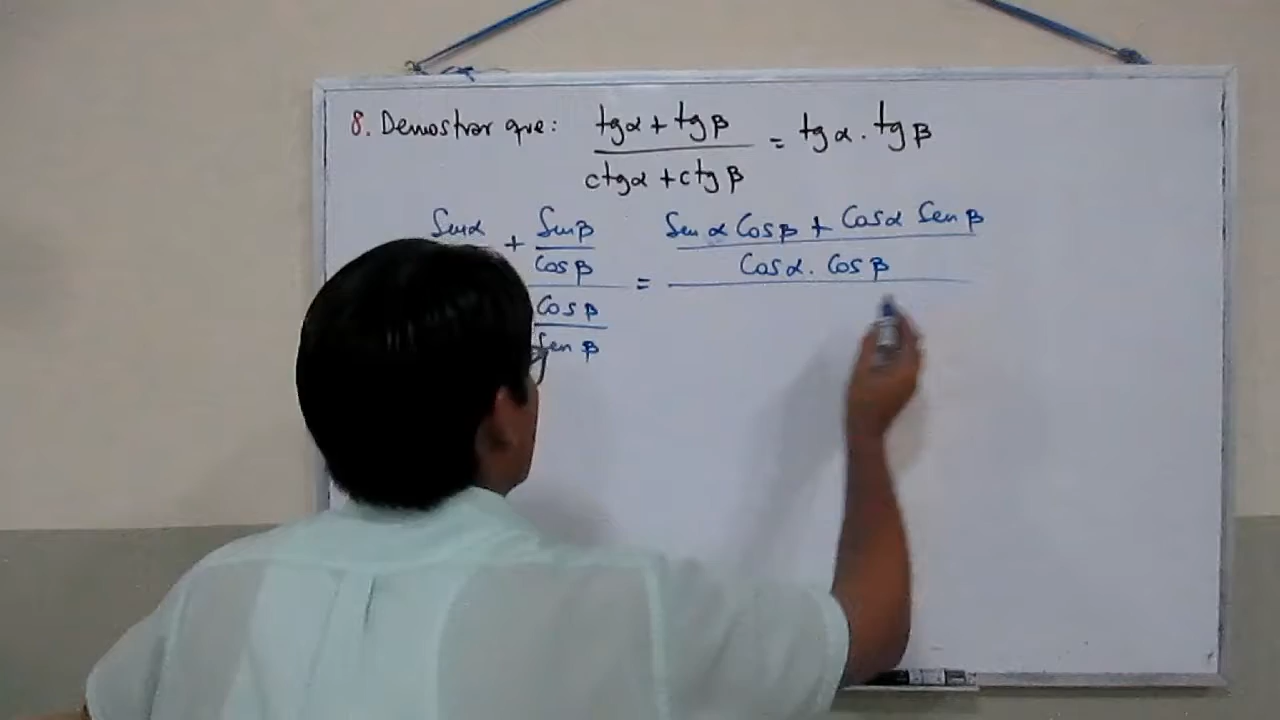 8. Demostrar que: tgα + tgβ = tgα . tgβ
ctgα + ctgβ
Senα + Senβ = Senα Cosβ + Cosα Senβ
Cosβ Cosα . Cosβ
Cosβ
Senβ